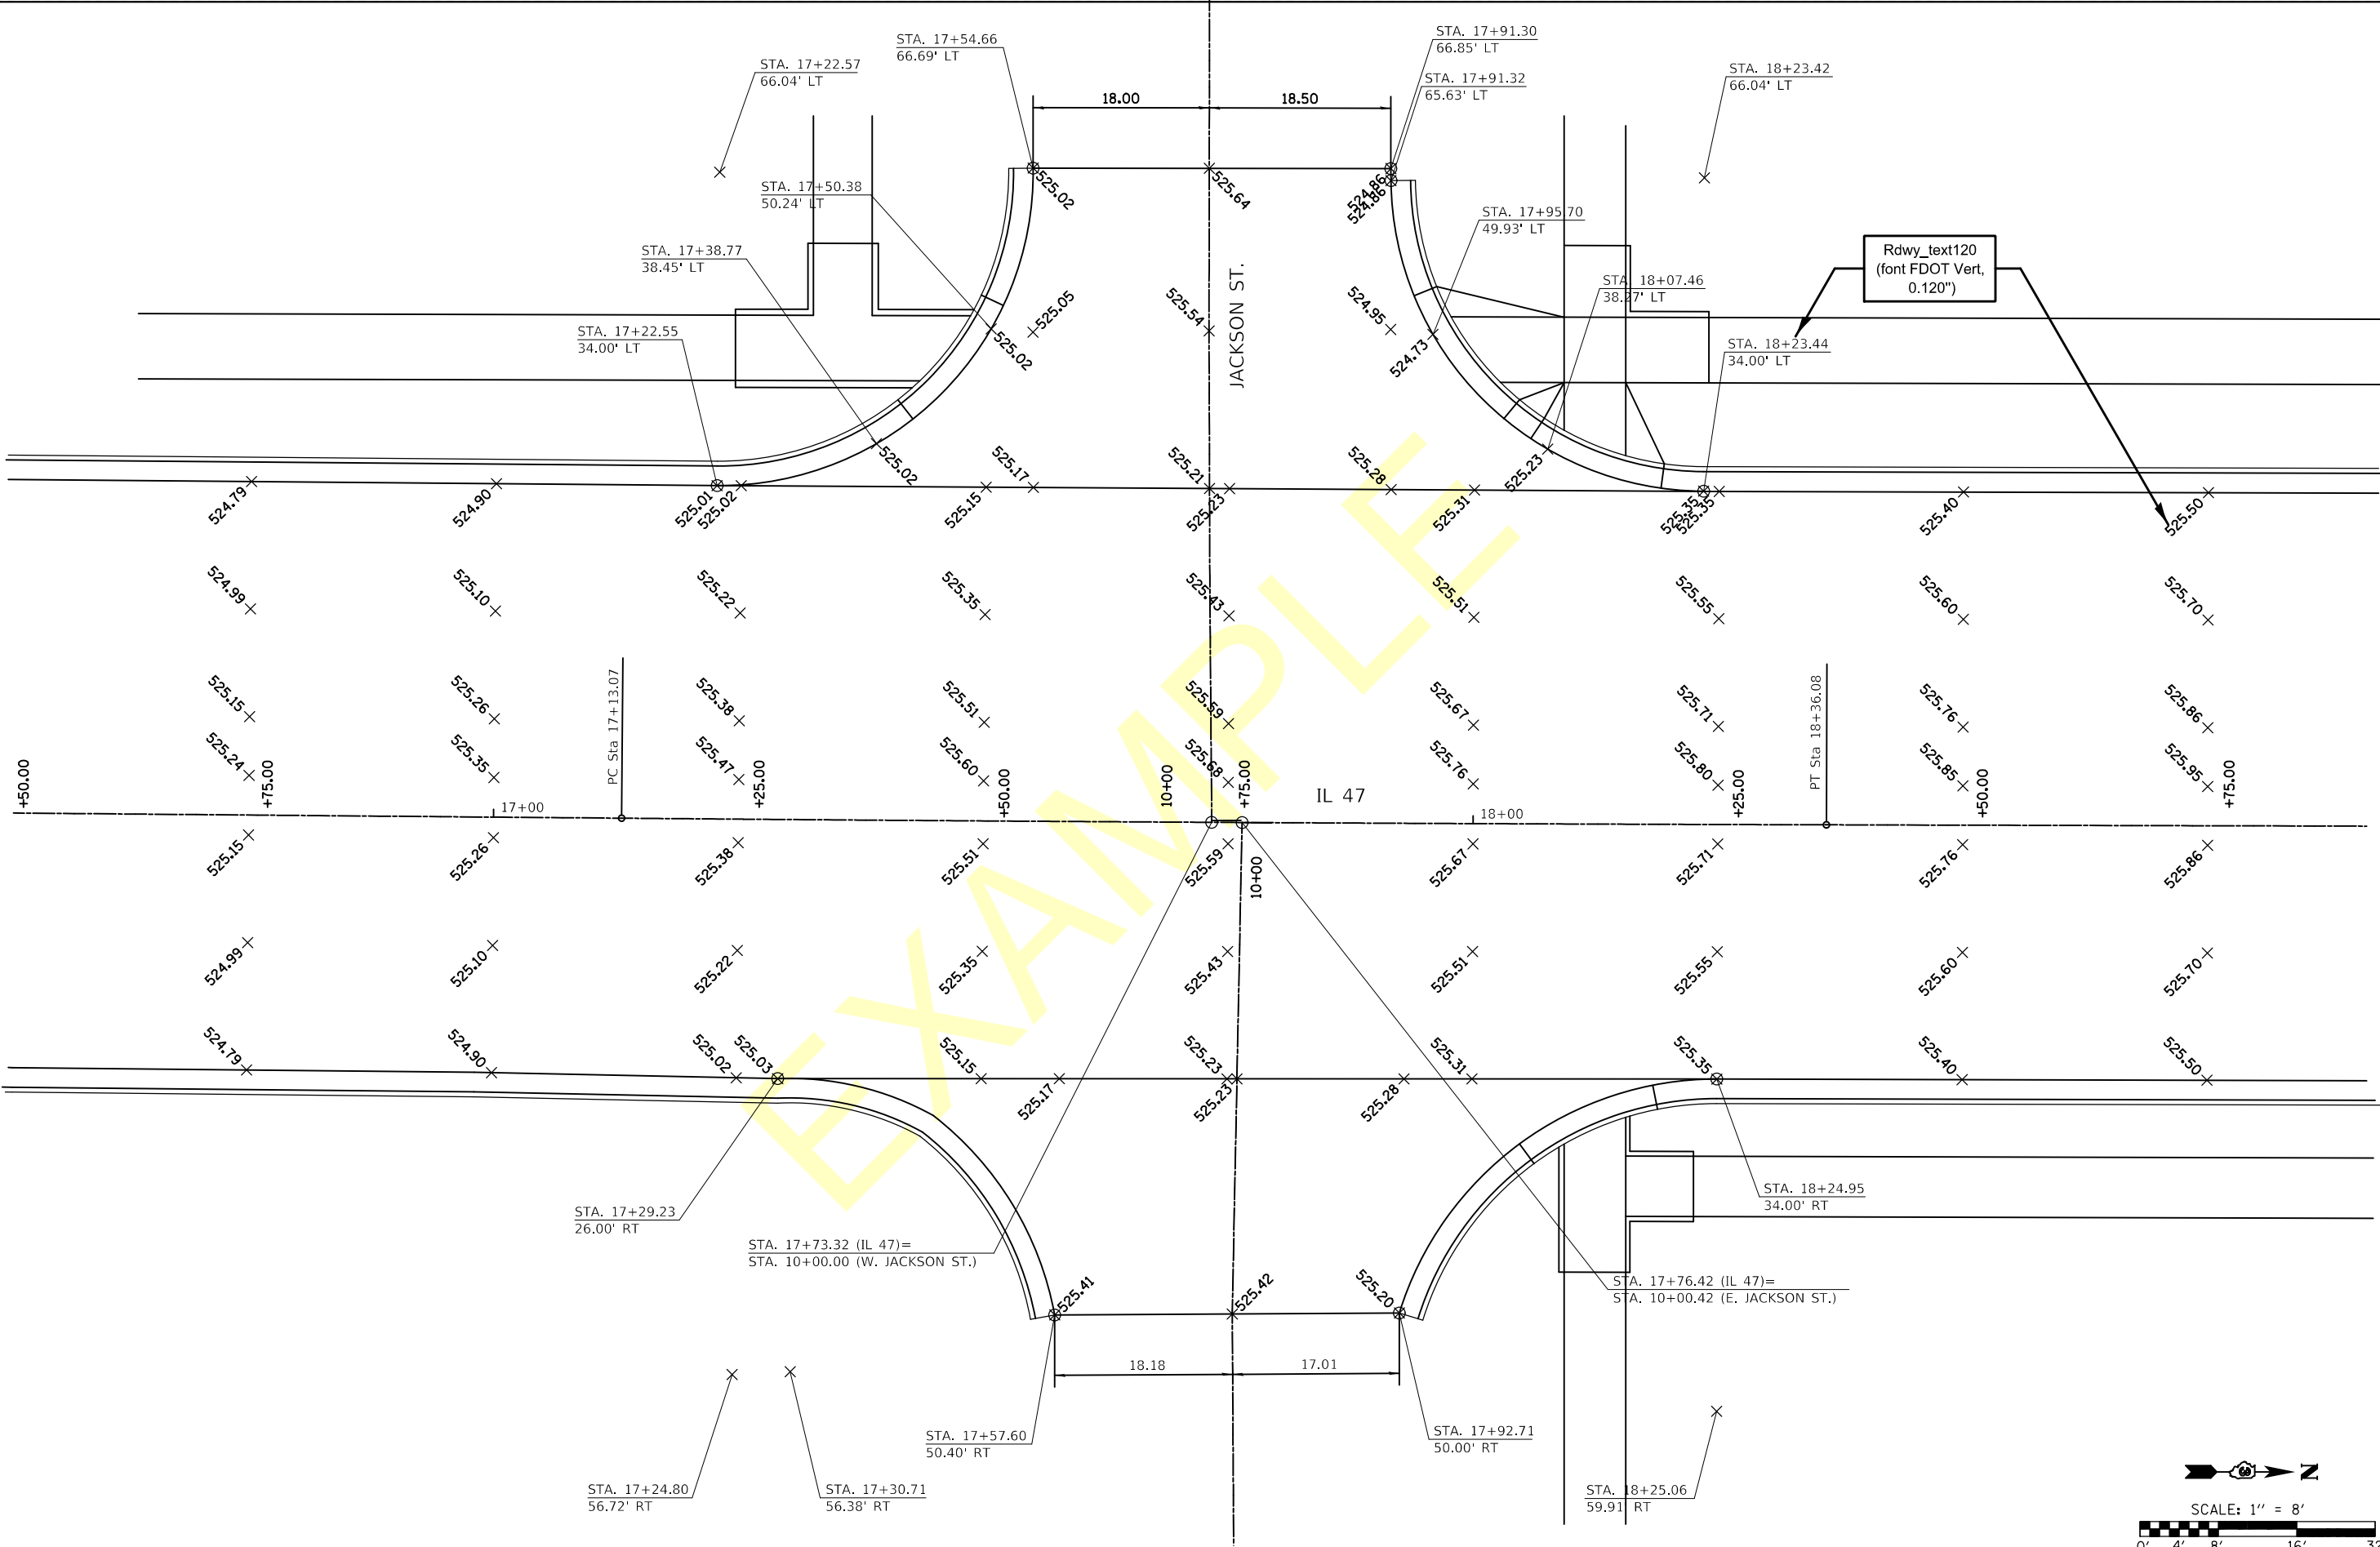 STA. 17+54.66
66.69' LT
STA. 17+91.30
66.85' LT
STA. 17+22.57
66.04' LT
STA. 17+91.32
65.63' LT
STA. 18+23.42
66.04' LT
18.00
18.50
525.02
525.64
524.86
524.86
STA. 17+50.38
50.24' LT
STA. 17+95.70
49.93' LT
STA. 17+38.77
38.45' LT
STA. 18+07.46
38.27' LT
Rdwy_text120
(font FDOT Vert,
0.120")
STA. 17+22.55
34.00' LT
STA. 18+23.44
34.00' LT
525.02
525.05
525.54
JACKSON ST.
524.95
524.73
525.02
525.23
524.79
524.90
525.01
525.02
525.15
525.17
525.21
525.23
525.28
525.31
525.35
525.35
525.40
525.50
524.99
525.10
525.22
525.35
525.43
525.51
525.55
525.60
525.70
525.15
525.26
525.38
525.51
525.59
525.67
525.71
525.76
525.86
PC Sta 17+13.07
PT Sta 18+36.08
525.24
525.35
525.47
525.60
525.68
525.76
525.80
525.85
525.95
+50.00
+75.00
17+00
+25.00
+50.00
10+00
+75.00
IL 47
18+00
+25.00
+50.00
+75.00
525.15
525.26
525.38
525.51
525.59
10+00
525.67
525.71
525.76
525.86
524.99
525.10
525.22
525.35
525.43
525.51
525.55
525.60
525.70
524.79
524.90
525.02
525.03
525.15
525.17
525.23
525.23
525.28
525.31
525.35
525.40
525.50
EXAMPLE
STA. 17+29.23
26.00' RT
STA. 18+24.95
34.00' RT
STA. 17+73.32 (IL 47)=
STA. 10+00.00 (W. JACKSON ST.)
STA. 17+76.42 (IL 47)=
STA. 10+00.42 (E. JACKSON ST.)
525.41
525.42
525.20
18.18
17.01
STA. 17+57.60
50.40' RT
STA. 17+92.71
50.00' RT
STA. 17+24.80
56.72' RT
STA. 17+30.71
56.38' RT
STA. 18+25.06
59.91' RT
N
SCALE: 1" = 8'
0' 4' 8' 16'